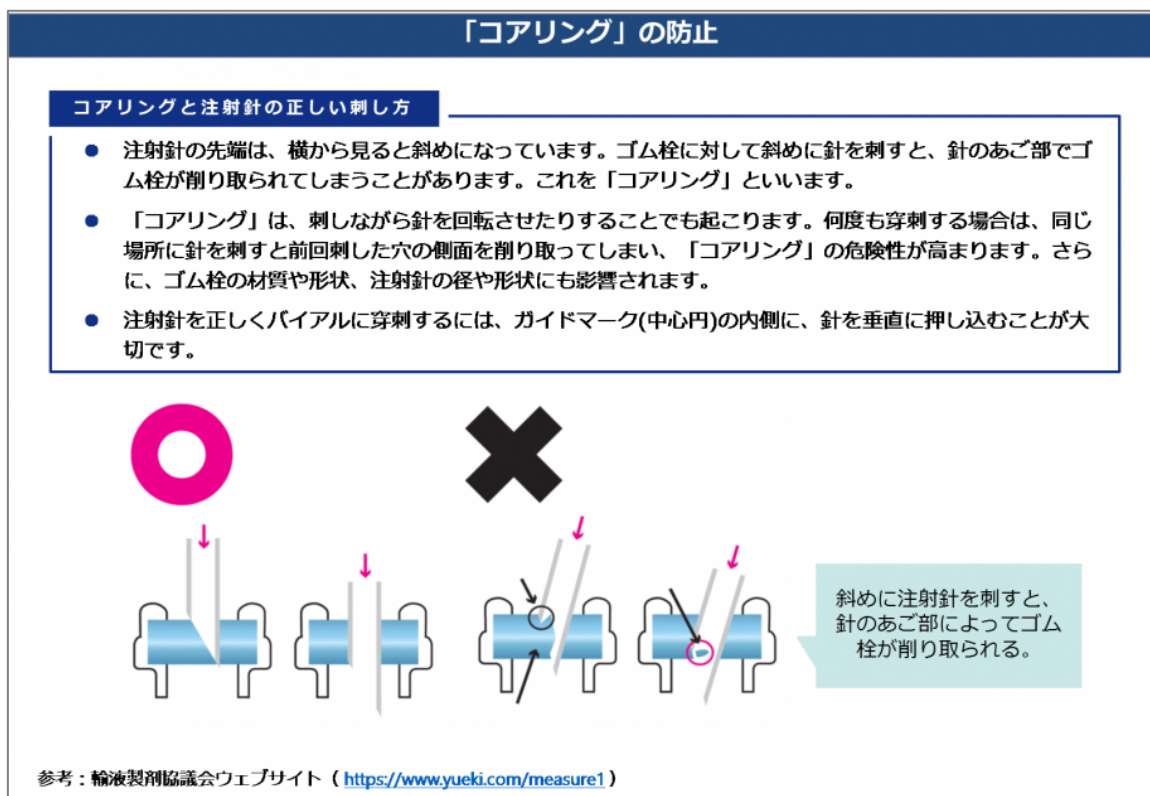 「コアリング」の防止
コアリングと注射針の正しい刺し方
● 注射針の先端は、横から見ると斜めになっています。ゴム栓に対して斜めに針を刺すと、針のあご部でゴ
ム栓が削り取られてしまうことがあります。これを「コアリング」といいます。
● 「コアリング」は、刺しながら針を回転させたりすることでも起こります。何度も穿刺する場合は、同じ
場所に針を刺すと前回刺した穴の側面を削り取ってしまい、「コアリング」の危険性が高まります。さら
に、ゴム栓の材質や形状、注射針の径や形状にも影響されます。
● 注射針を正しくバイアルに穿刺するには、ガイドマーク(中心円)の内側に、針を垂直に押し込むことが大
切です。
斜めに注射針を刺すと、
針のあご部によってゴム
栓が削り取られる。
参考：輸液製剤協議会ウェブサイト（ https://www.yueki.com/measure1 ）